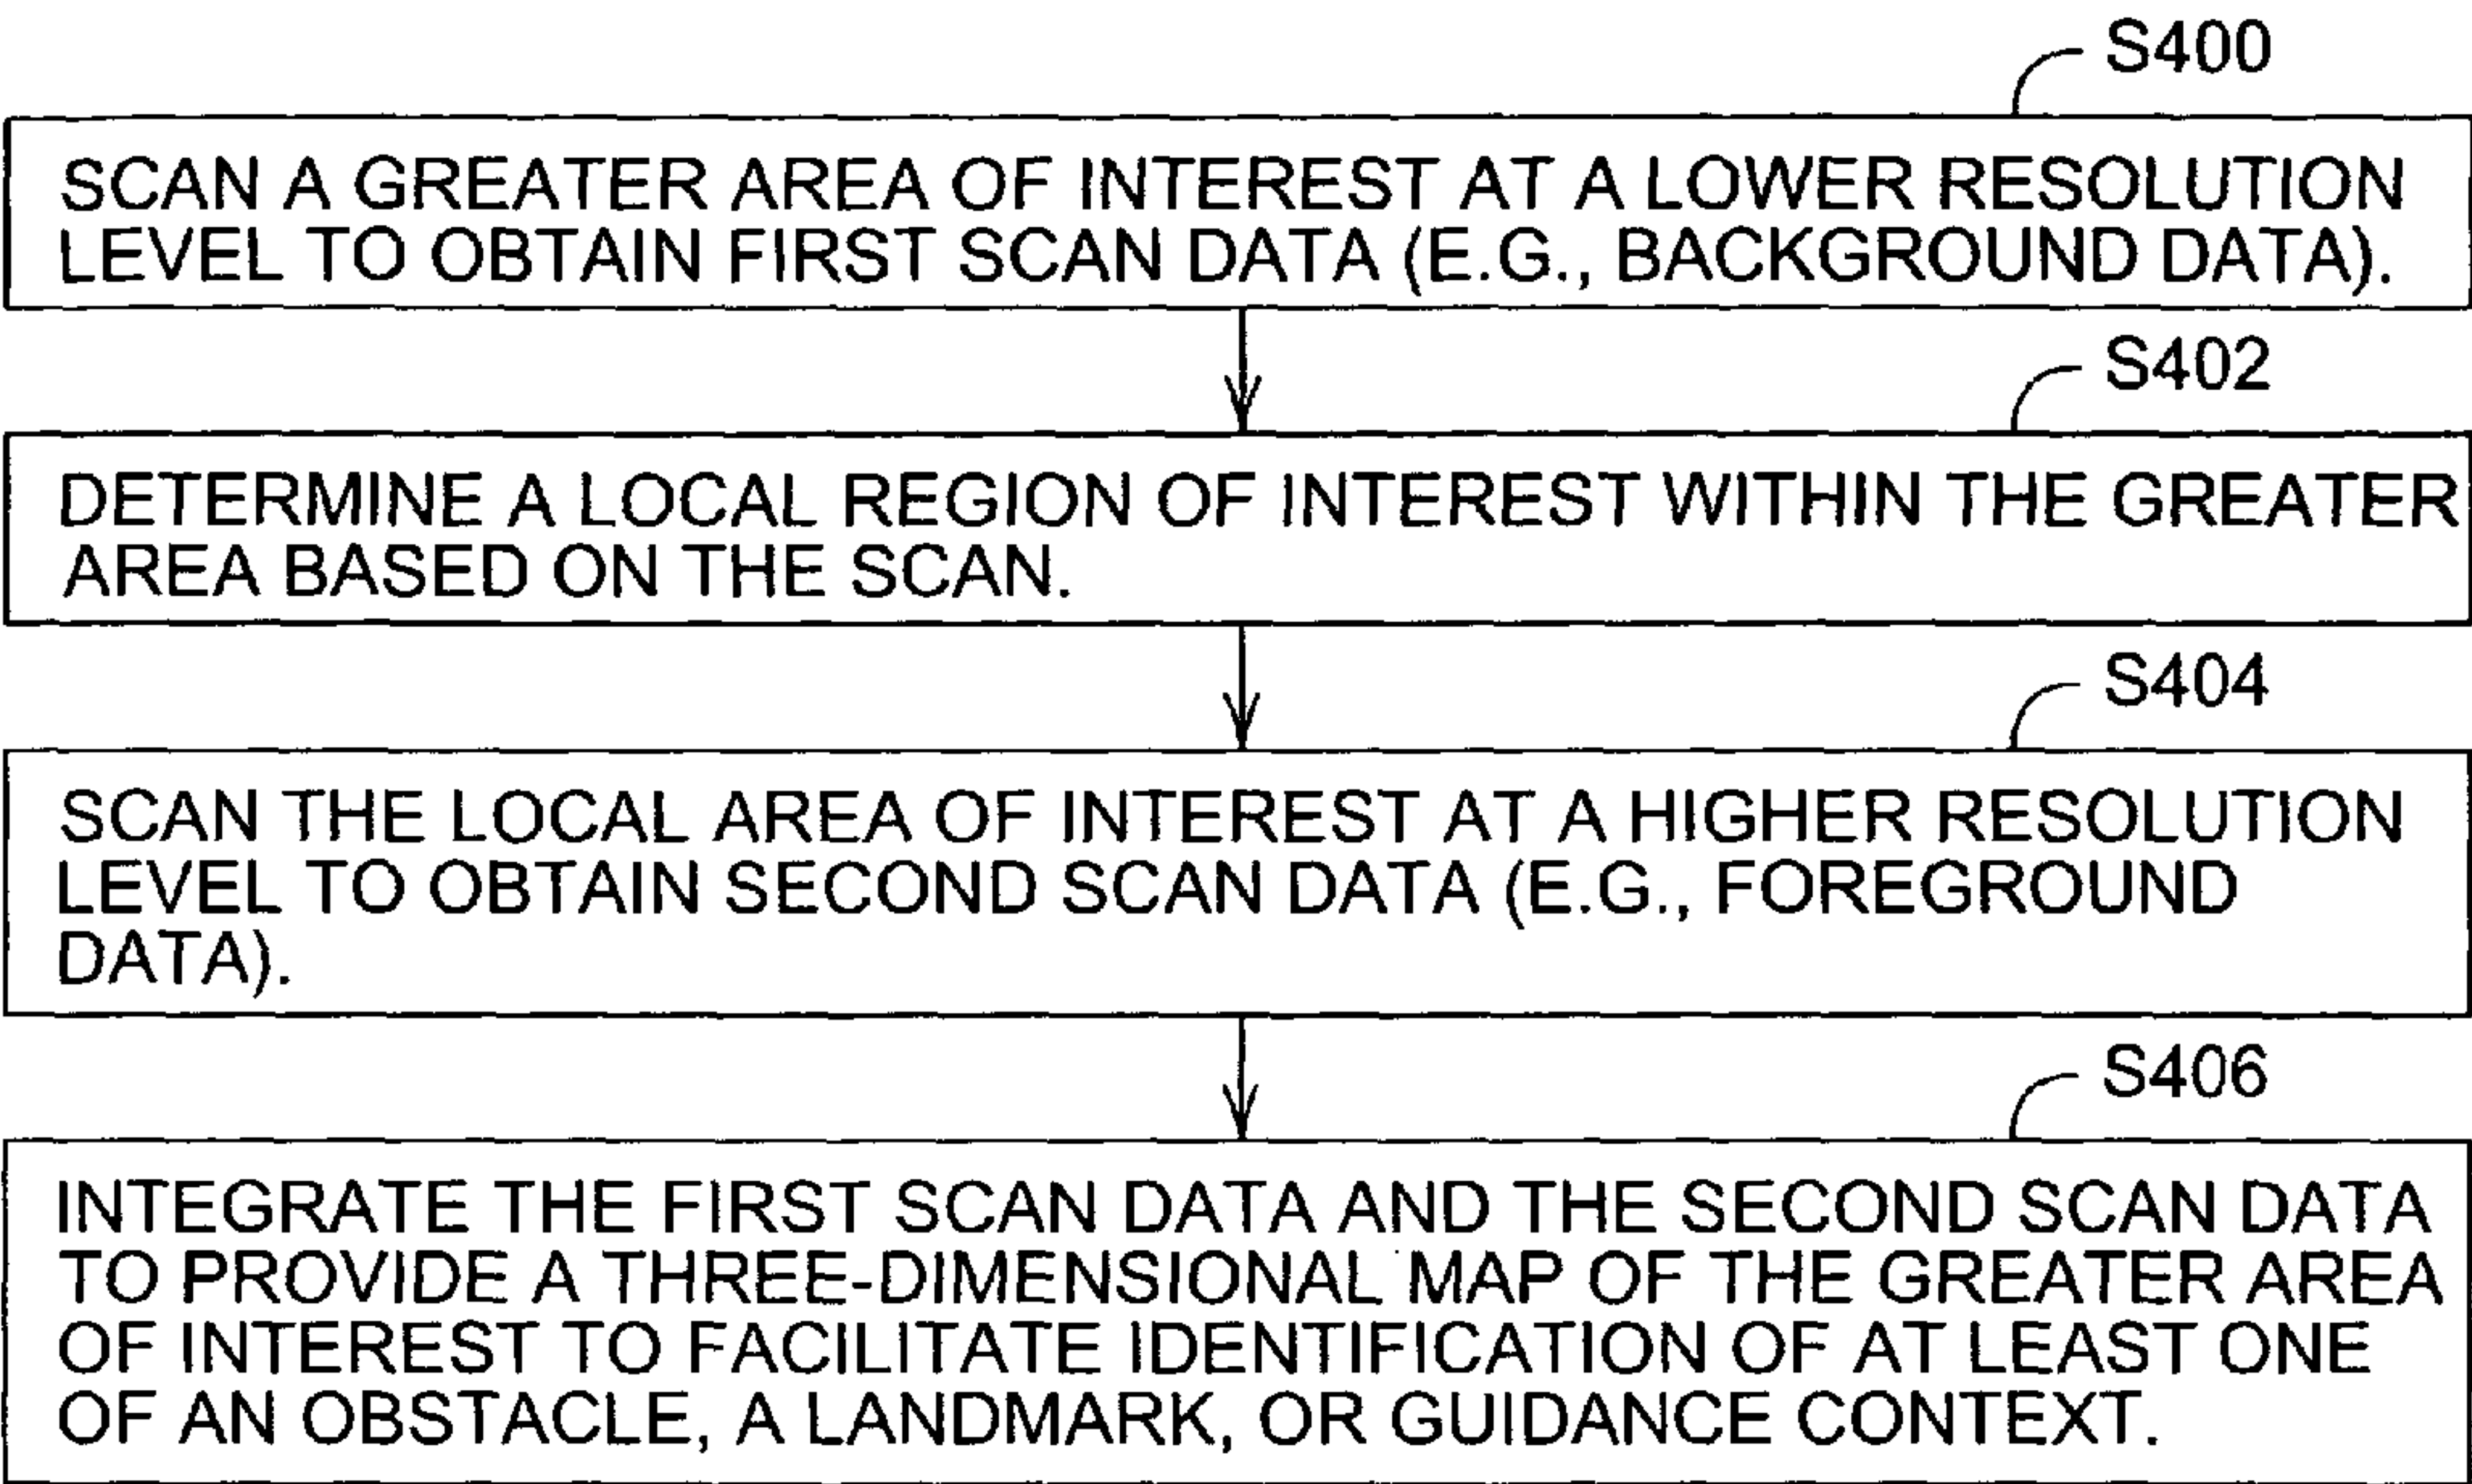 S400
SCAN A GREATER AREA OF INTEREST AT A LOWER RESOLUTION
LEVEL TO OBTAIN FIRST SCAN DATA (E.G., BACKGROUND DATA).
S402
DETERMINE A LOCAL REGION OF INTEREST WITHIN THE GREATER
AREA BASED ON THE SCAN.
S404
SCAN THE LOCAL AREA OF INTEREST AT A HIGHER RESOLUTION
LEVEL TO OBTAIN SECOND SCAN DATA (E.G., FOREGROUND
DATA).
S406
INTEGRATE THE FIRST SCAN DATA AND THE SECOND SCAN DATA
TO PROVIDE A THREE-DIMENSIONAL MAP OF THE GREATER AREA
OF INTEREST TO FACILITATE IDENTIFICATION OF AT LEAST ONE
OF AN OBSTACLE, A LANDMARK, OR GUIDANCE CONTEXT.